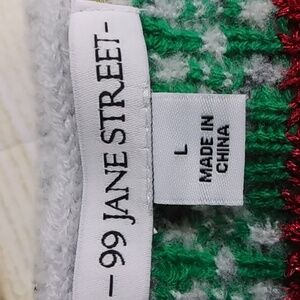 – 99 JANE STREET –
L
MADE IN
CHINA